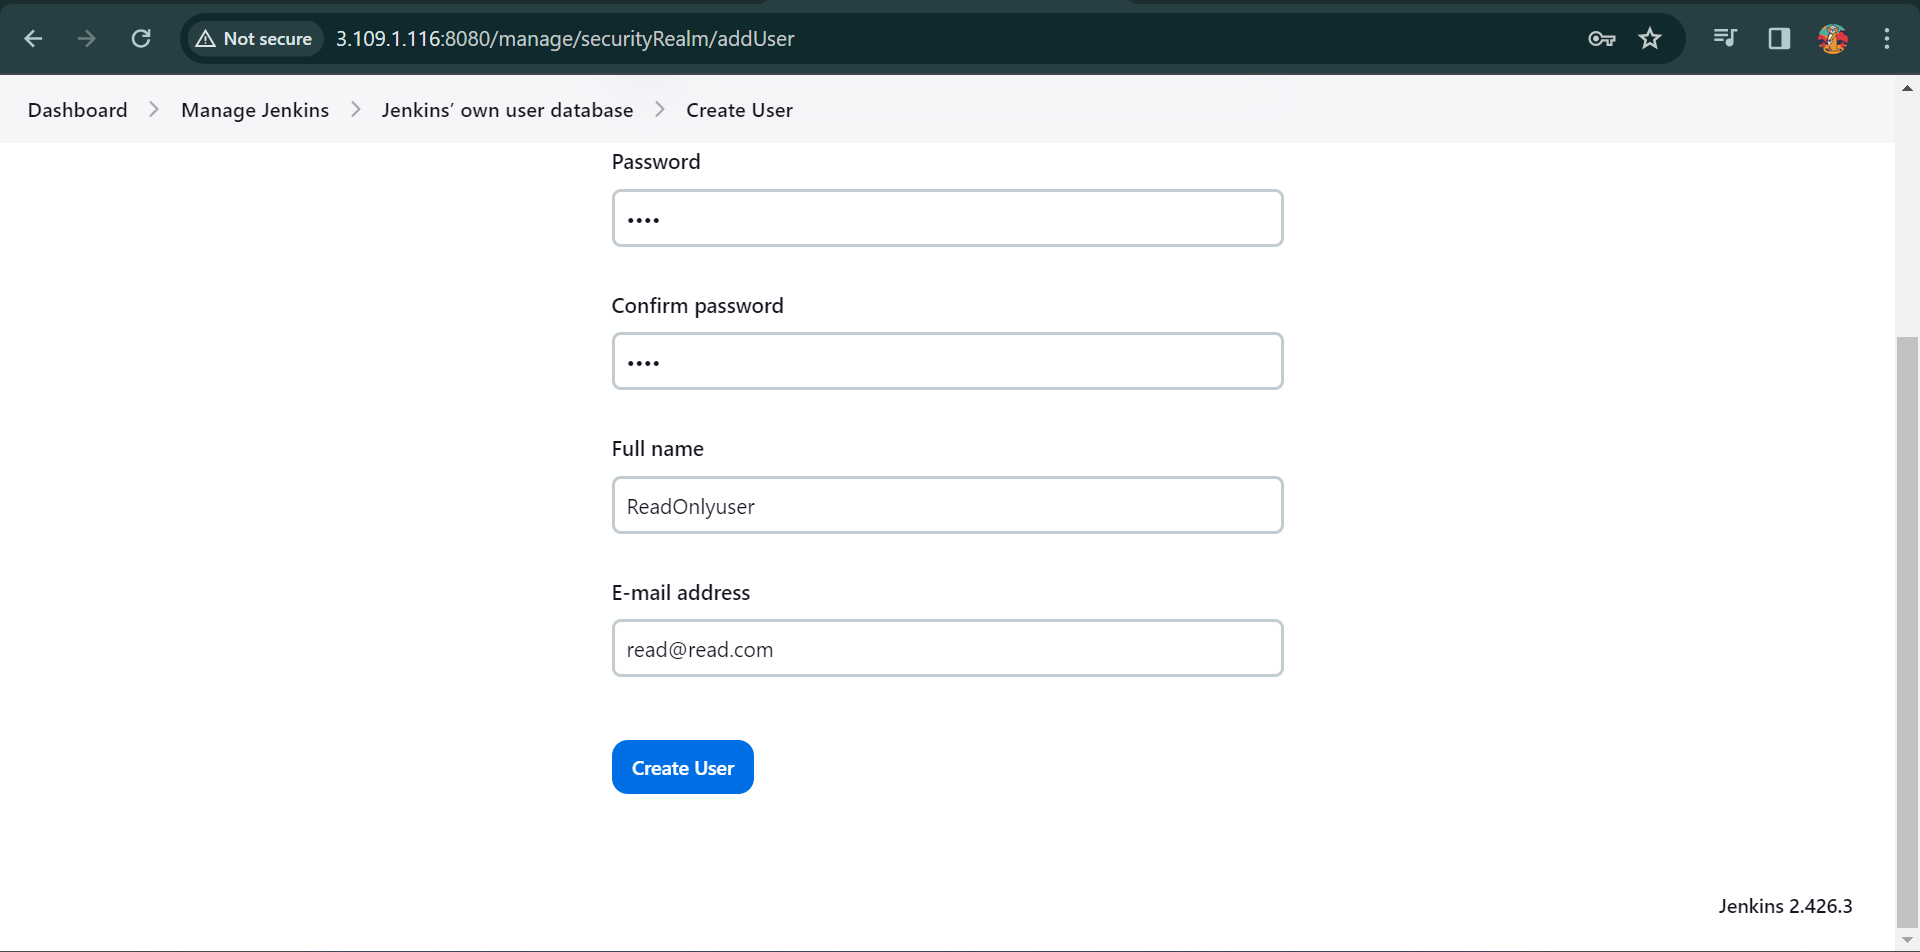 Not secure 3.109.1.116:8080/manage/securityRealm/addUser
Dashboard > Manage Jenkins > Jenkins’ own user database > Create User
Password
••••
Confirm password
••••
Full name
ReadOnlyuser
E-mail address
read@read.com
Create User
Jenkins 2.426.3